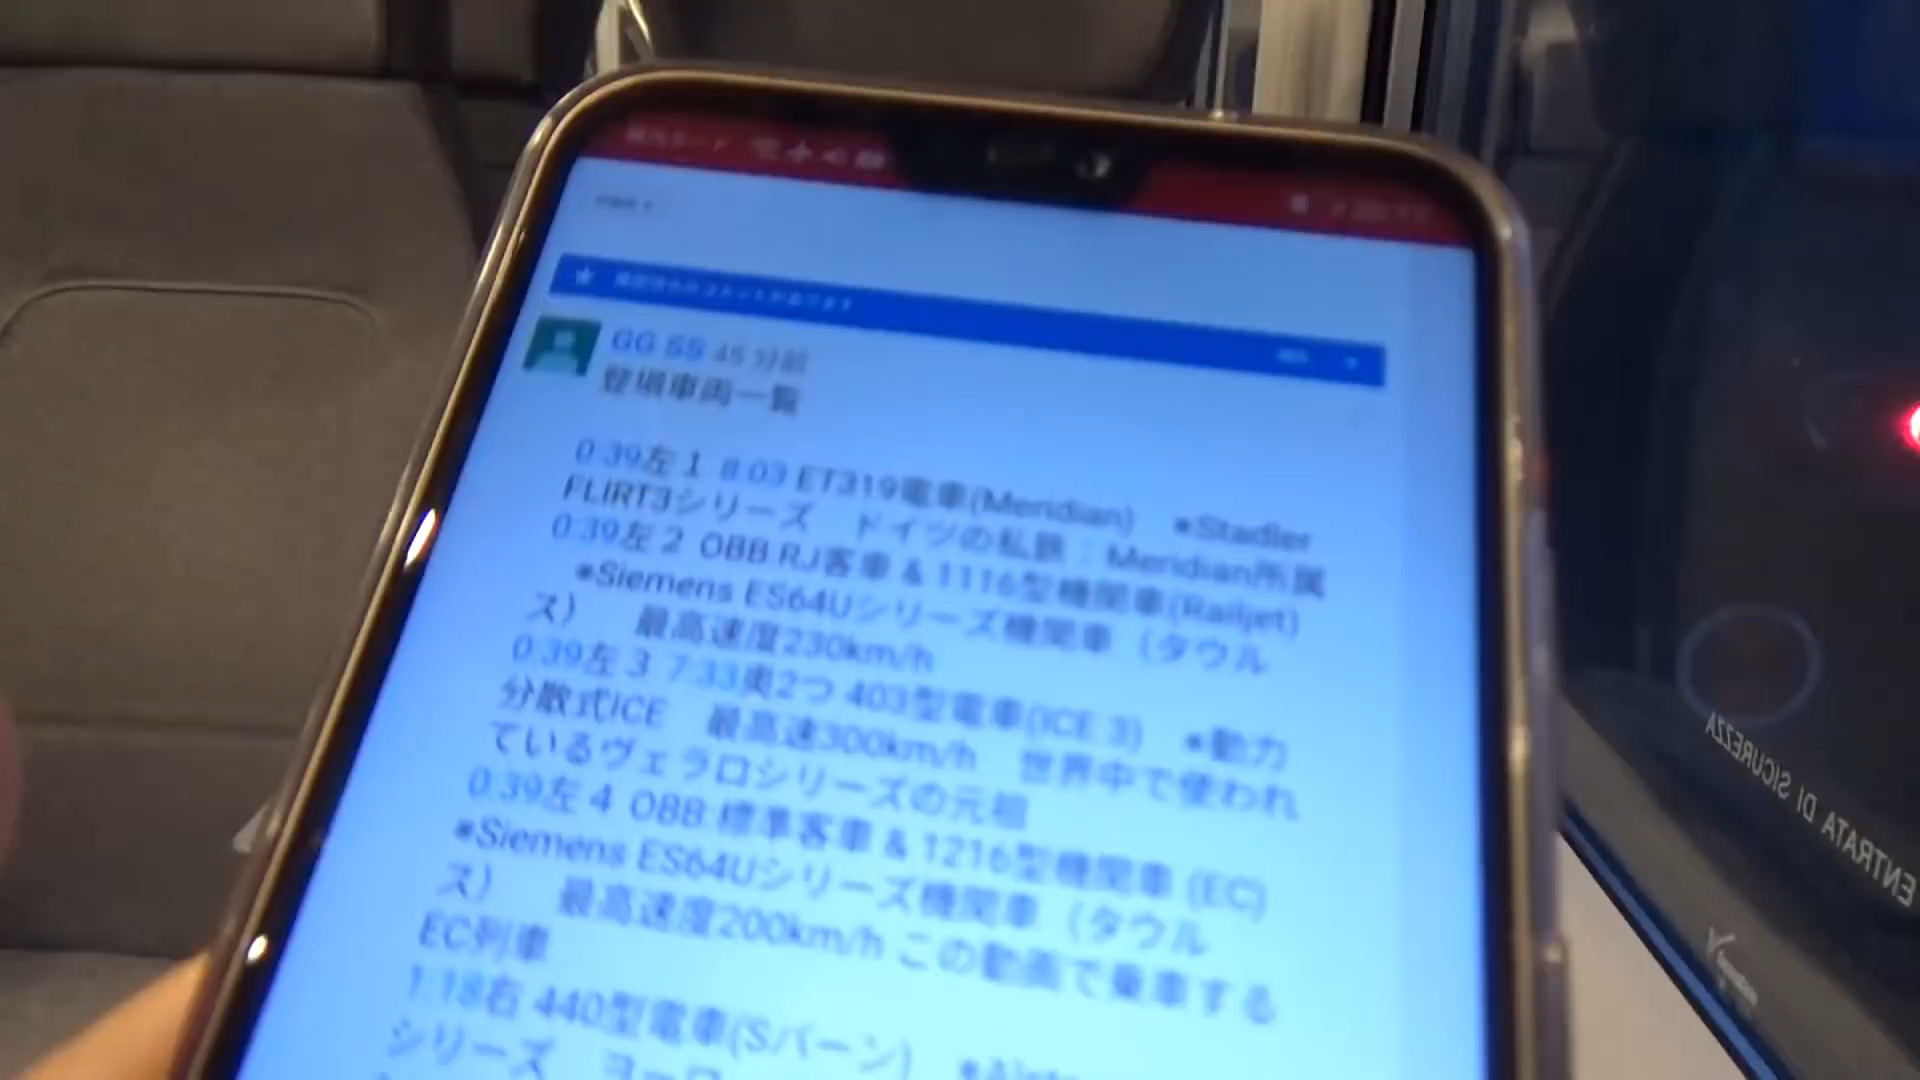 GG SS 45 分前
登場車両一覧
0:39左１ 8:03 ET319電車(Meridian) ※Stadler
FLIRT3シリーズ ドイツの私鉄：Meridian所属
0:39左２ OBB RJ客車 & 1116型機関車(Railjet)
※Siemens ES64Uシリーズ機関車（タウル
ス） 最高速度230km/h
0:39左３ 7:33奥2つ 403型電車(ICE 3) ※動力
分散式ICE 最高速300km/h 世界中で使われ
ているヴェラロシリーズの元祖
0:39左４ OBB 標準客車 & 1216型機関車 (EC)
※Siemens ES64Uシリーズ機関車（タウル
ス） 最高速度200km/h この動画で乗車する
EC列車
1:18右 440型電車(Sバーン)
シリーズ ヨーロ
ENTRATA DI SICUREZZA